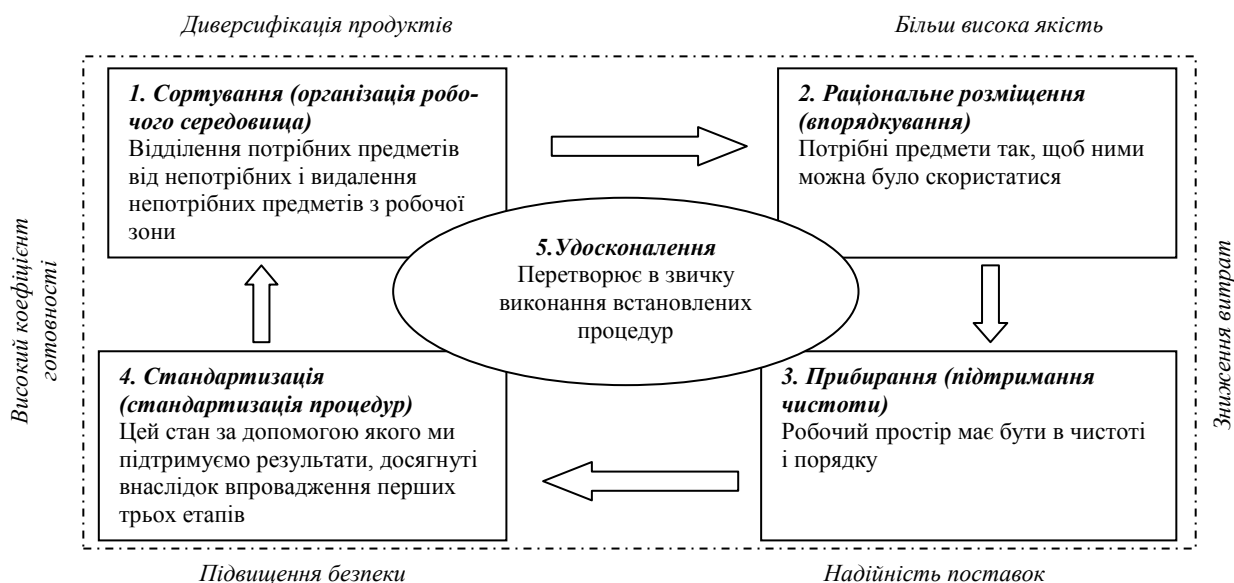 Диверсифікація продуктів
Більш висока якість
1. Сортування (організація робо-
чого середовища)
Відділення потрібних предметів
від непотрібних і видалення
непотрібних предметів з робочої
зони
2. Раціональне розміщення
(впорядкування)
Потрібні предмети так, щоб ними
можна було скористатися
5.Удосконалення
Перетворює в звичку
виконання встановлених
процедур
Високий коефіцієнт
готовності
Зниження витрат
4. Стандартизація
(стандартизація процедур)
Цей стан за допомогою якого ми
підтримуємо результати, досягнуті
внаслідок впровадження перших
трьох етапів
3. Прибирання (підтримання
чистоти)
Робочий простір має бути в чистоті
і порядку
Підвищення безпеки
Надійність поставок